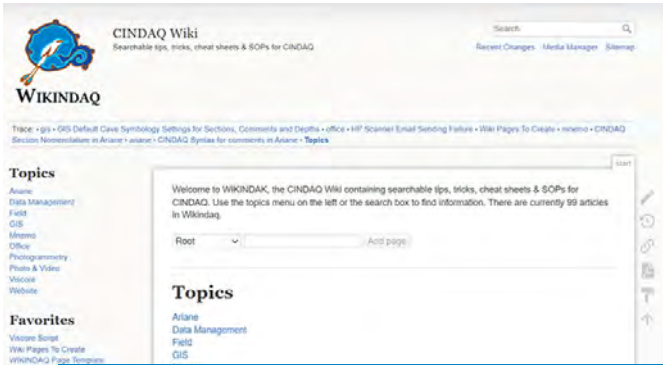 CINDAQ Wiki
Searchable tips, tricks, cheat sheets & SOPs for CINDAQ
Search
Recent Changes Media Manager Sitemap
WIKINDAQ
Trace: • gis • GIS Default Cave Symbology Settings for Sections, Comments and Depths • office • HP Scanner Email Sending Failure • Wiki Pages To Create • mnemo • CINDAQ
Section Nomenclature in Ariane • ariane • CINDAQ Syntax for comments in Ariane • Topics
start
Topics
Ariane
Data Management
Field
GIS
Mnemo
Office
Photogrammetry
Photo & Video
Viscore
Website
Welcome to WIKINDAK, the CINDAQ Wiki containing searchable tips, tricks, cheat sheets & SOPs for
CINDAQ. Use the topics menu on the left or the search box to find information. There are currently 99 articles
in Wikindaq.
Root Add page
Topics
Ariane
Data Management
Field
GIS
Favorites
Viscore Script
Wiki Pages To Create
WIKINDAQ Page Template